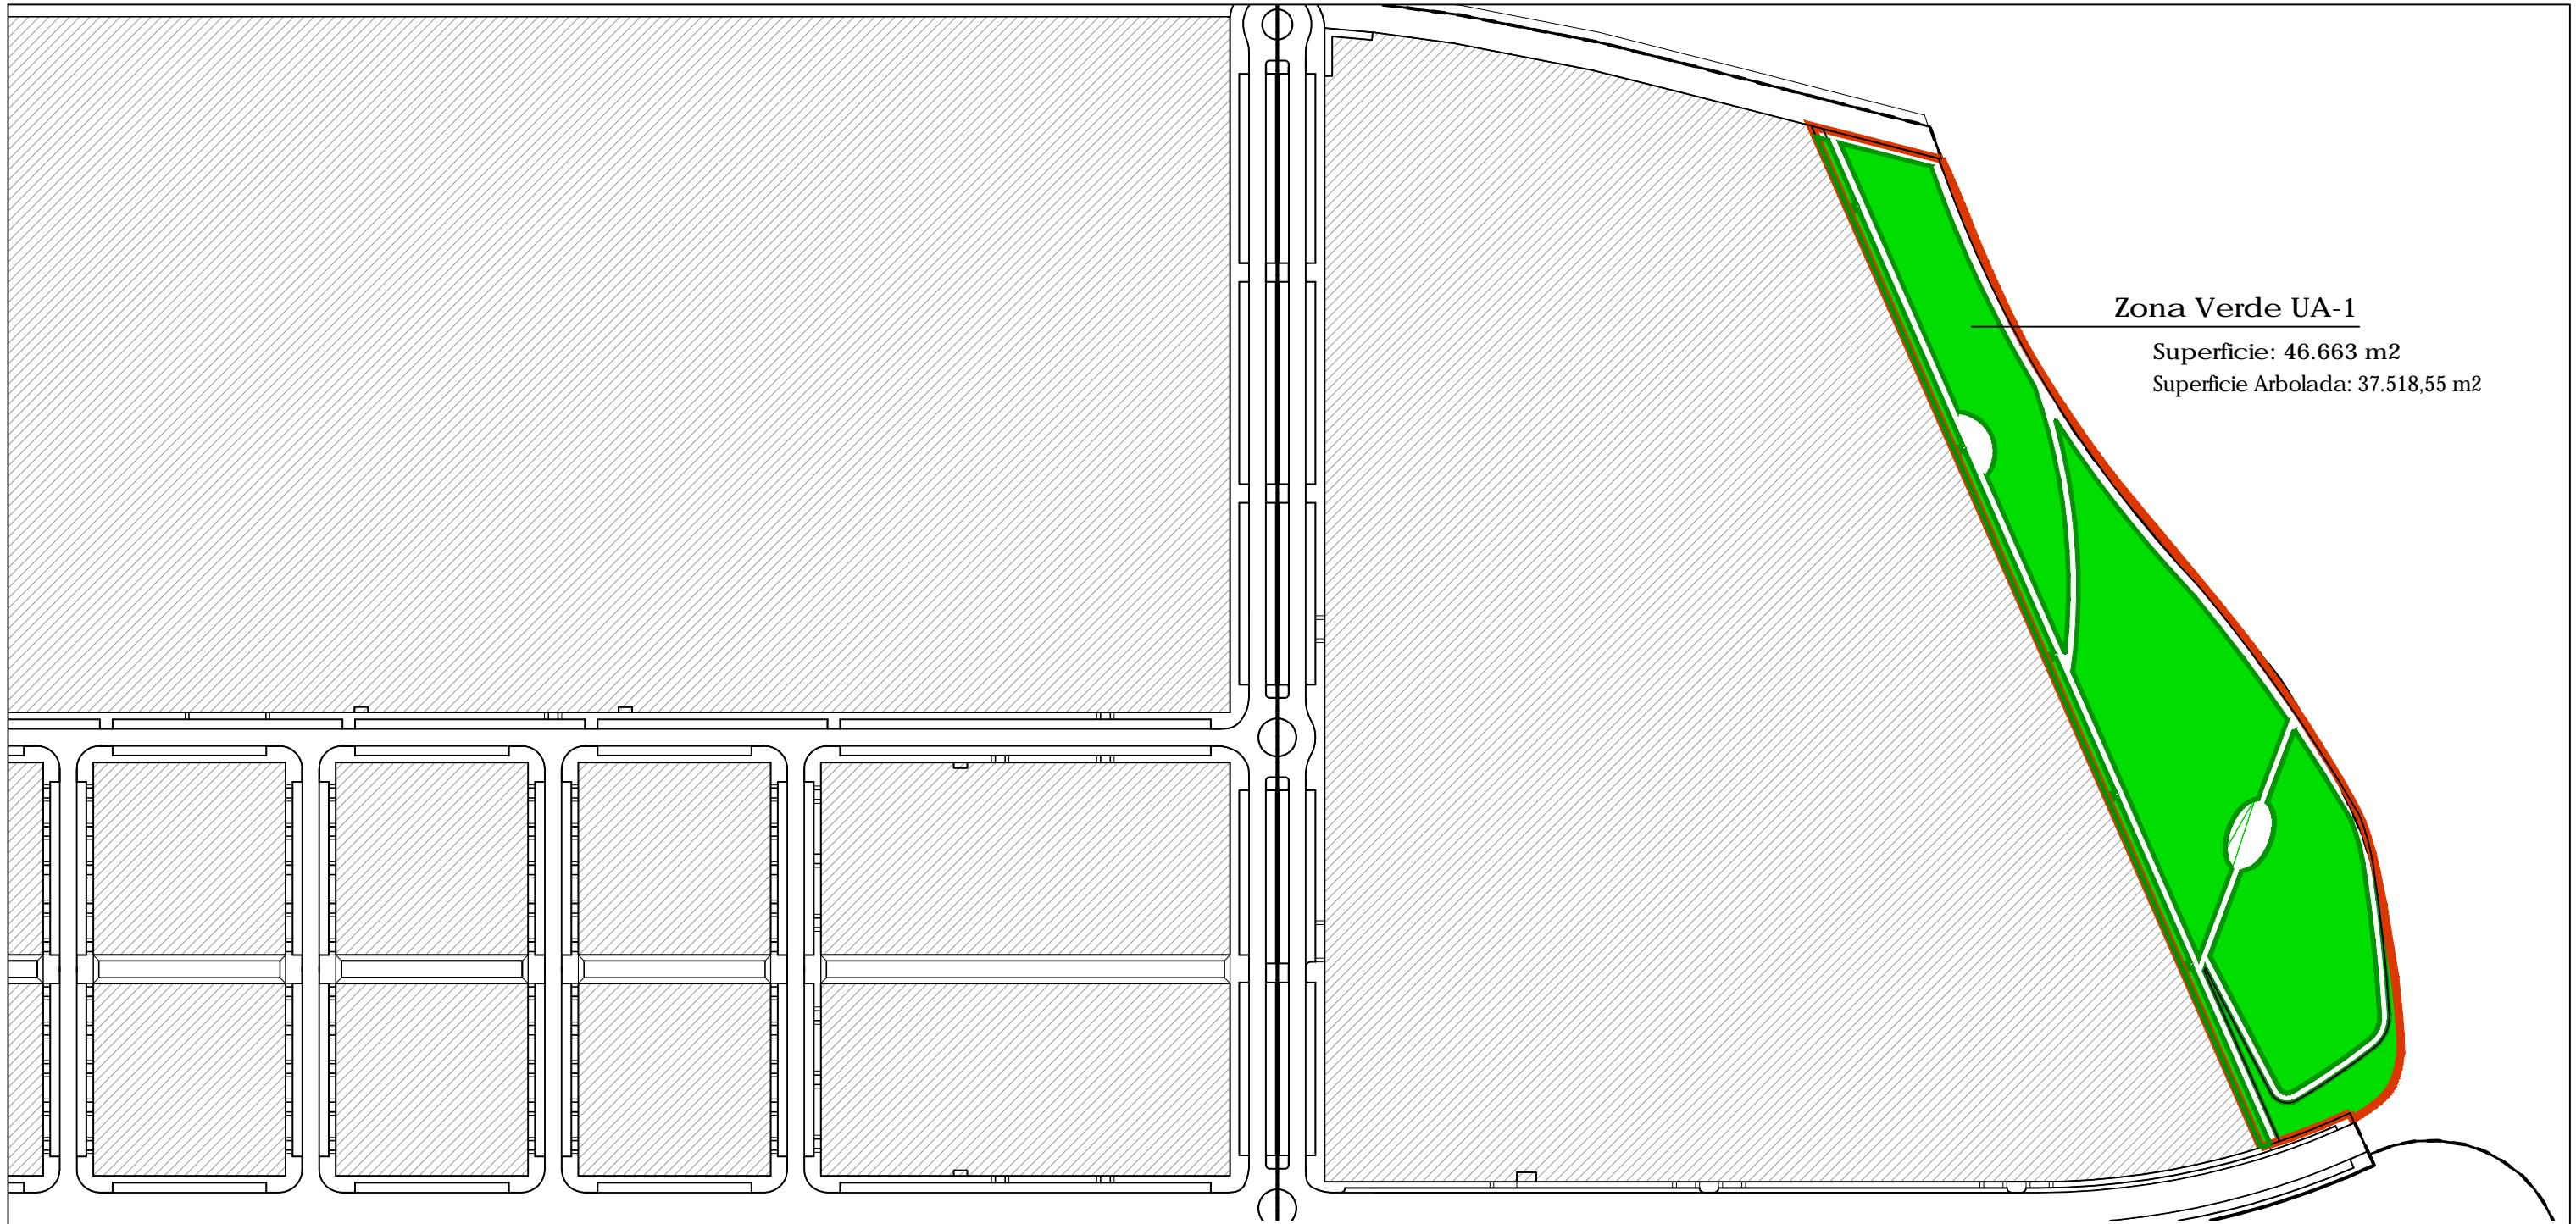 Zona Verde UA-1
Superficie: 46.663 m2
Superficie Arbolada: 37.518,55 m2